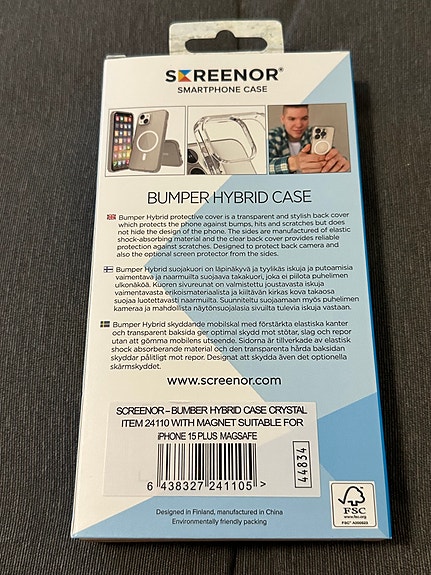 SCREENOR®
SMARTPHONE CASE
BUMPER HYBRID CASE
Bumper Hybrid protective cover is a transparent and stylish back cover
which protects the phone against bumps, hits and scratches but does
not hide the design of the phone. The sides are manufactured of elastic
shock-absorbing material and the clear back cover provides reliable
protection against scratches. Designed to protect back camera and
also the optional screen protector from the sides.
Bumper Hybrid suojakuori on läpinäkyvä ja tyylikäs iskuja ja putoamisia
vaimentava ja naarmuilta suojaava takakuori, joka ei piilota puhelimen
ulkonäköä. Kuoren sivureunat on valmistettu joustavasta iskuja
vaimentavasta erikoismateriaalista ja kiiltävän kirkas kova takaosa
suojaa luotettavasti naarmuilta. Suunniteltu suojaamaan myös puhelimen
kameraa ja mahdollista näytönsuojalasia sivuilta tulevia iskuja vastaan.
Bumper Hybrid skyddande mobilskal med förstärkta elastiska kanter
och transparent baksida ger optimal skydd mot stötar, slag och repor
utan att gömma mobilens utseende. Sidorna är tillverkade av elastisk
shock absorberande material och den transparenta hårda baksidan
skyddar pålitligt mot repor. Designat att skydda även det optionella
skärmskyddet.
www.screenor.com
SCREENOR – BUMBER HYBRID CASE CRYSTAL
ITEM 24110 WITH MAGNET SUITABLE FOR
iPHONE 15 PLUS MAGSAFE
6 438327 241105 >
44834
FSC
www.fsc.org
FSC® A000523
Designed in Finland, manufactured in China
Environmentally friendly packing